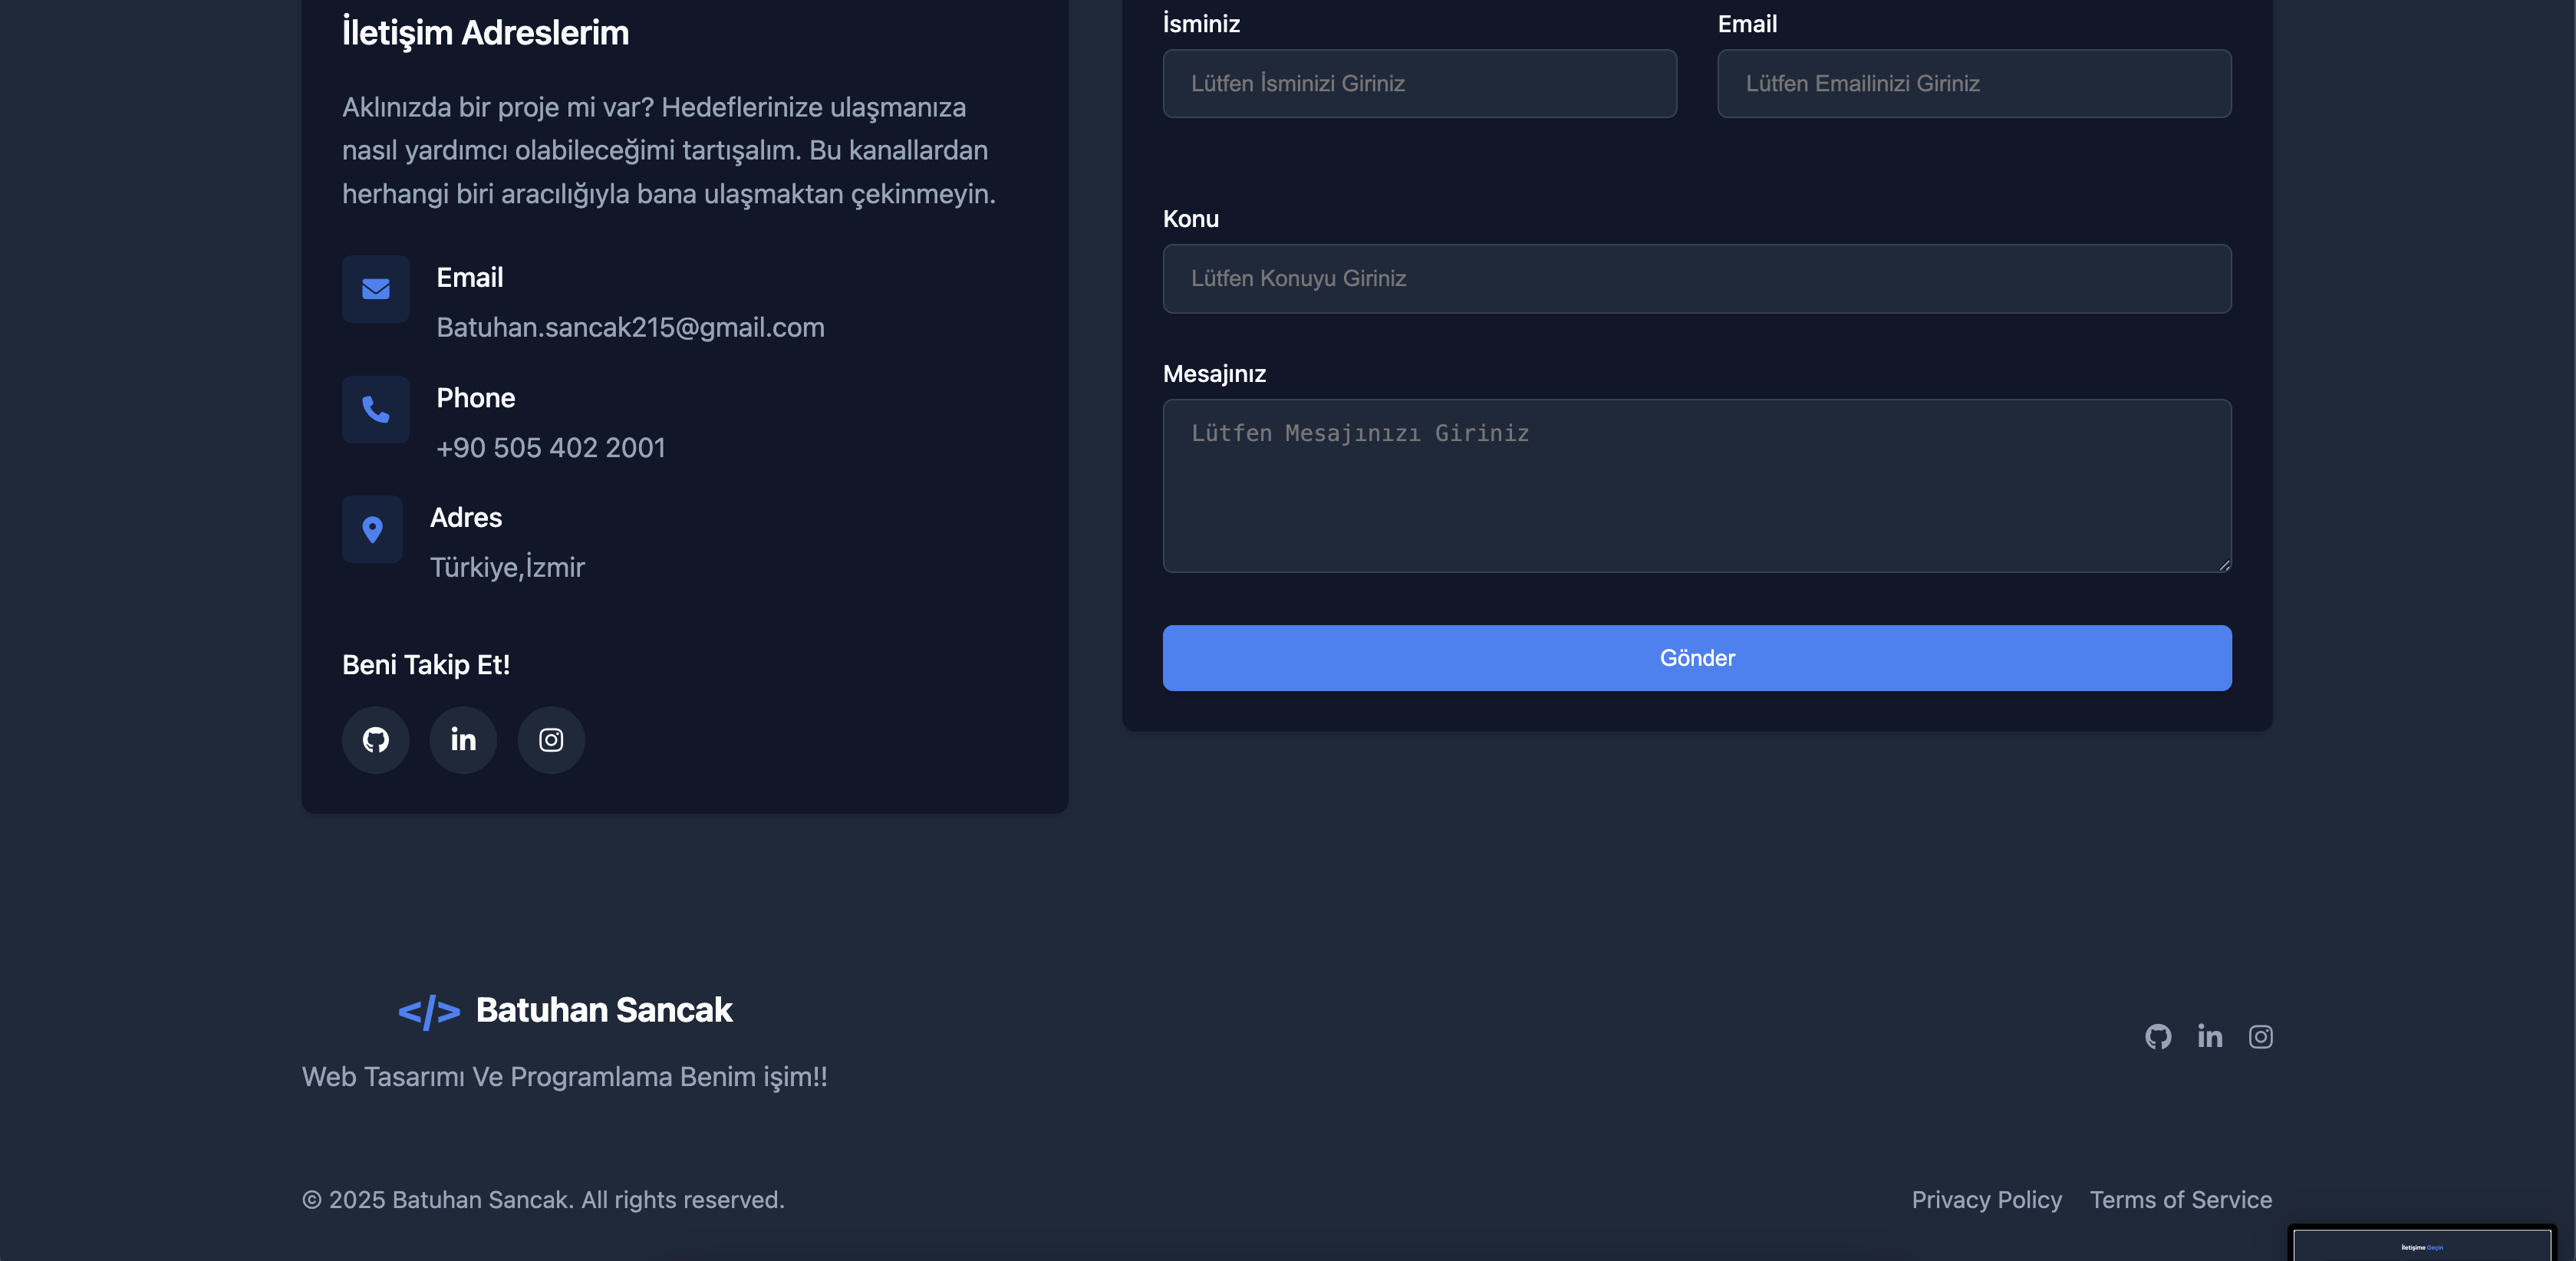 İletişim Adreslerim
Aklınızda bir proje mi var? Hedeflerinize ulaşmanıza
nasıl yardımcı olabileceğimi tartışalım. Bu kanallardan
herhangi biri aracılığıyla bana ulaşmaktan çekinmeyin.
Email
Batuhan.sancak215@gmail.com
Phone
+90 505 402 2001
Adres
Türkiye,İzmir
Beni Takip Et!
İsminiz
Lütfen İsminizi Giriniz
Email
Lütfen Emailinizi Giriniz
Konu
Lütfen Konuyu Giriniz
Mesajınız
Lütfen Mesajınızı Giriniz
Gönder
</> Batuhan Sancak
Web Tasarımı Ve Programlama Benim işim!!
© 2025 Batuhan Sancak. All rights reserved.
Privacy Policy
Terms of Service
İletişime Geçin